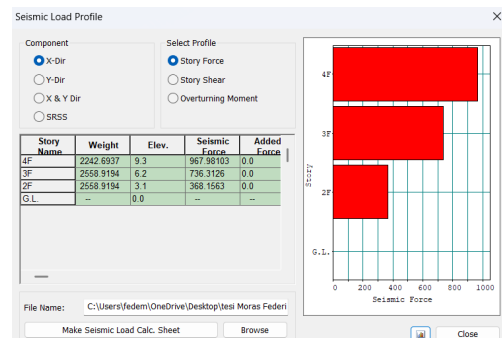 Seismic Load Profile
Component
X-Dir
Y-Dir
X & Y Dir
SRSS
Select Profile
Story Force
Story Shear
Overturning Moment
Story Name Weight Elev. Seismic Force Added Force
4F 2242.6937 9.3 967.98103 0.0
3F 2558.9194 6.2 736.3126 0.0
2F 2558.9194 3.1 368.1563 0.0
G.L. -- 0.0 -- --
File Name: C:\Users\fedem\OneDrive\Desktop\tesi Moras Federi
Make Seismic Load Calc. Sheet Browse
4F
3F
2F
G.L.
Story
0 200 400 600 800 1000
Seismic Force
Close